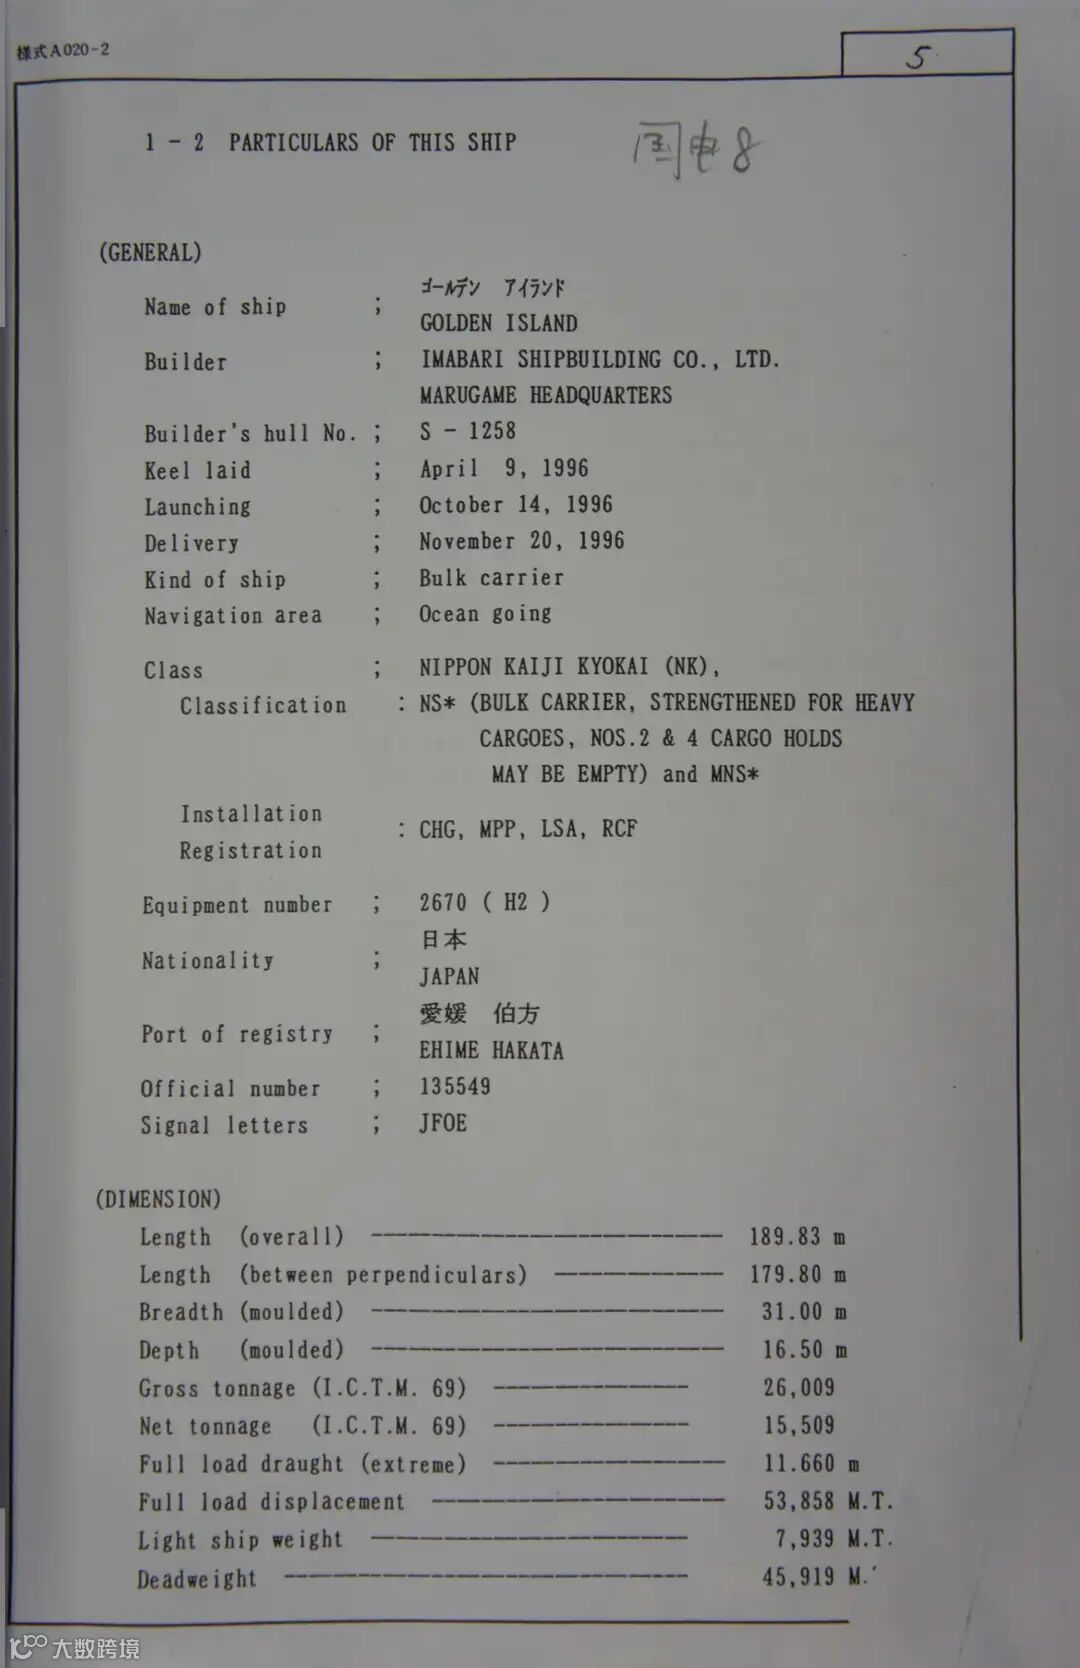 様式A020-2
5
1 - 2 PARTICULARS OF THIS SHIP
国电8
(GENERAL)
Name of ship ; ゴールデン アイランド
GOLDEN ISLAND
Builder ; IMABARI SHIPBUILDING CO., LTD.
MARUGAME HEADQUARTERS
Builder's hull No. ; S - 1258
Keel laid ; April 9, 1996
Launching ; October 14, 1996
Delivery ; November 20, 1996
Kind of ship ; Bulk carrier
Navigation area ; Ocean going
Class ; NIPPON KAIJI KYOKAI (NK),
Classification : NS* (BULK CARRIER, STRENGTHENED FOR HEAVY
CARGOES, NOS.2 & 4 CARGO HOLDS
MAY BE EMPTY) and MNS*
Installation
Registration : CHG, MPP, LSA, RCF
Equipment number ; 2670 ( H2 )
Nationality ; 日本
JAPAN
Port of registry ; 愛媛 伯方
EHIME HAKATA
Official number ; 135549
Signal letters ; JFOE
(DIMENSION)
Length (overall) ---------- 189.83 m
Length (between perpendiculars) ---------- 179.80 m
Breadth (moulded) ---------- 31.00 m
Depth (moulded) ---------- 16.50 m
Gross tonnage (I.C.T.M. 69) ---------- 26,009
Net tonnage (I.C.T.M. 69) ---------- 15,509
Full load draught (extreme) ---------- 11.660 m
Full load displacement ---------- 53,858 M.T.
Light ship weight ---------- 7,939 M.T.
Deadweight ---------- 45,919 M.
大数跨境